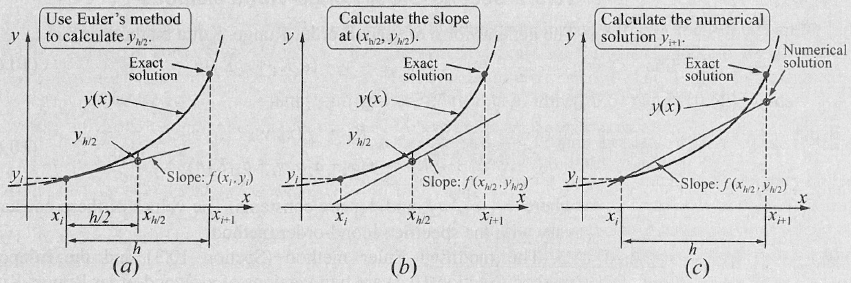 Use Euler's method
to calculate y_{h/2}.
y
Exact
solution
y(x)
y_{h/2}
y_i
Slope: f(x_i, y_i)
x
x_i
h/2
x_{h/2}
x_{i+1}
h
(a)
Calculate the slope
at (x_{h/2}, y_{h/2}).
y
Exact
solution
y(x)
y_{h/2}
y_i
Slope: f(x_{h/2}, y_{h/2})
x
x_i
x_{h/2}
x_{i+1}
(b)
Calculate the numerical
solution y_{i+1}.
y
Exact
solution
Numerical
solution
y(x)
y_i
Slope: f(x_{h/2}, y_{h/2})
x
x_i
x_{i+1}
h
(c)